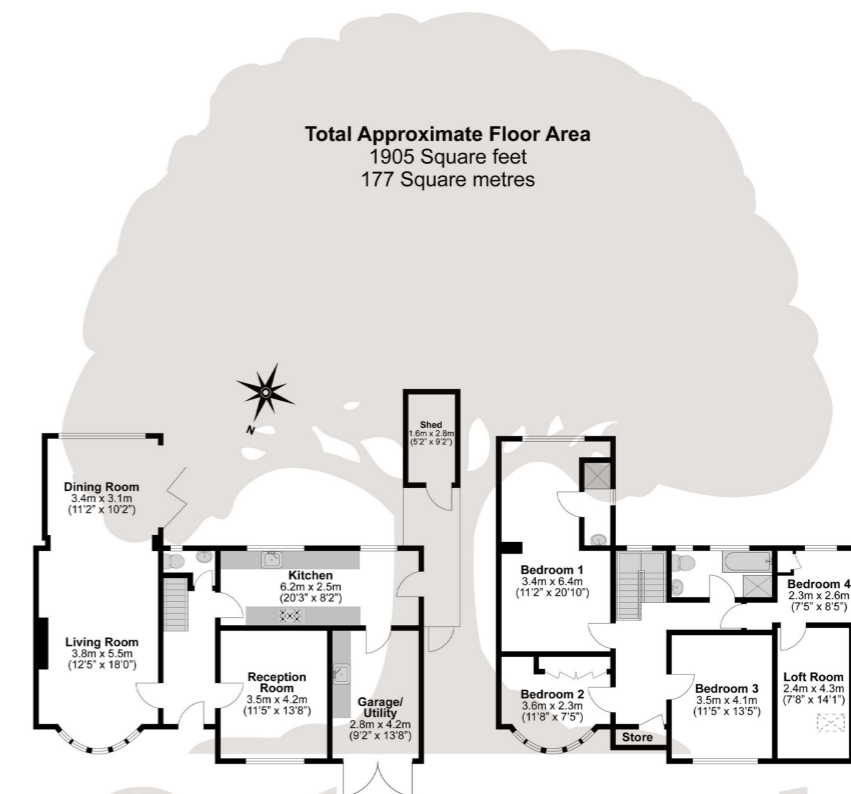 Total Approximate Floor Area
1905 Square feet
177 Square metres
N
Shed
1.6m x 2.8m
(5'2" x 9'2")
Dining Room
3.4m x 3.1m
(11'2" x 10'2")
Kitchen
6.2m x 2.5m
(20'3" x 8'2")
Living Room
3.8m x 5.5m
(12'5" x 18'0")
Reception
Room
3.5m x 4.2m
(11'5" x 13'8")
Garage/
Utility
2.8m x 4.2m
(9'2" x 13'8")
Bedroom 1
3.4m x 6.4m
(11'2" x 20'10")
Bedroom 4
2.3m x 2.6m
(7'5" x 8'5")
Bedroom 2
3.6m x 2.3m
(11'8" x 7'5")
Bedroom 3
3.5m x 4.1m
(11'5" x 13'5")
Loft Room
2.4m x 4.3m
(7'8" x 14'1")
Store